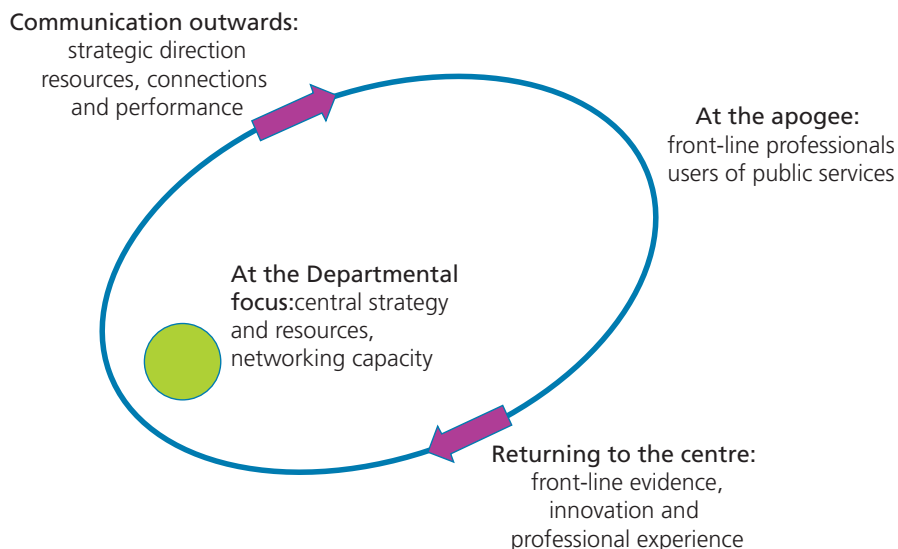 Communication outwards:
strategic direction
resources, connections
and performance
At the apogee:
front-line professionals
users of public services
At the Departmental
focus:central strategy
and resources,
networking capacity
Returning to the centre:
front-line evidence,
innovation and
professional experience